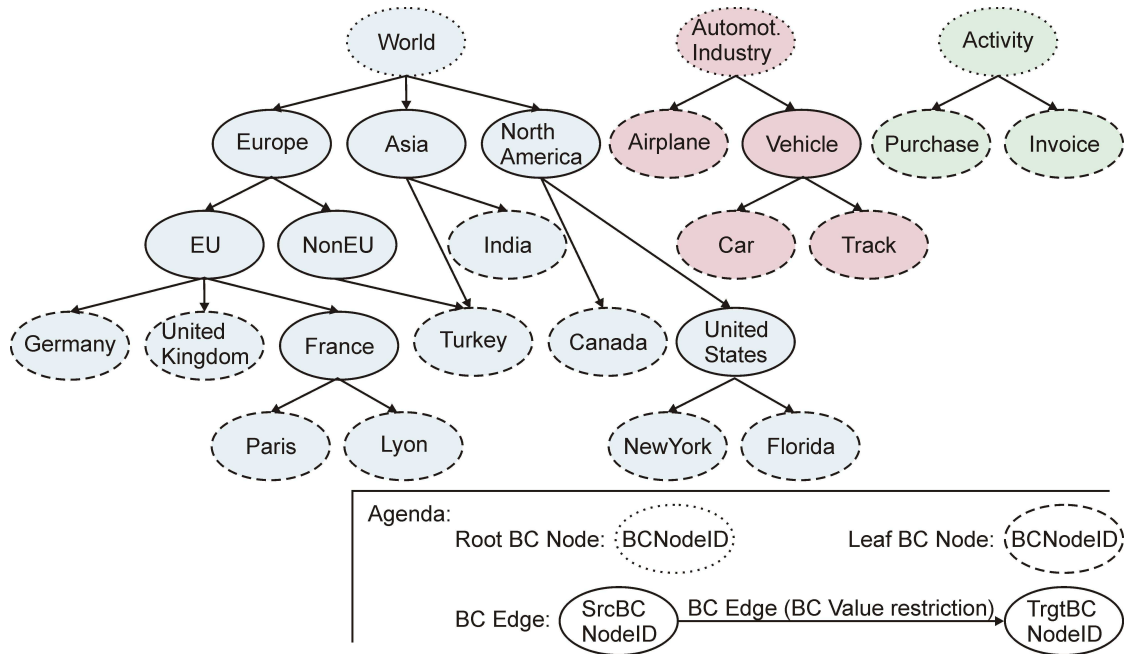 World
Automot.
Industry
Activity
Europe
Asia
North
America
Airplane
Vehicle
Purchase
Invoice
EU
NonEU
India
Car
Track
Germany
United
Kingdom
France
Turkey
Canada
United
States
Paris
Lyon
NewYork
Florida
Agenda:
Root BC Node:
BCNodeID
Leaf BC Node:
BCNodeID
BC Edge:
SrcBC
NodeID
BC Edge (BC Value restriction)
TrgtBC
NodeID